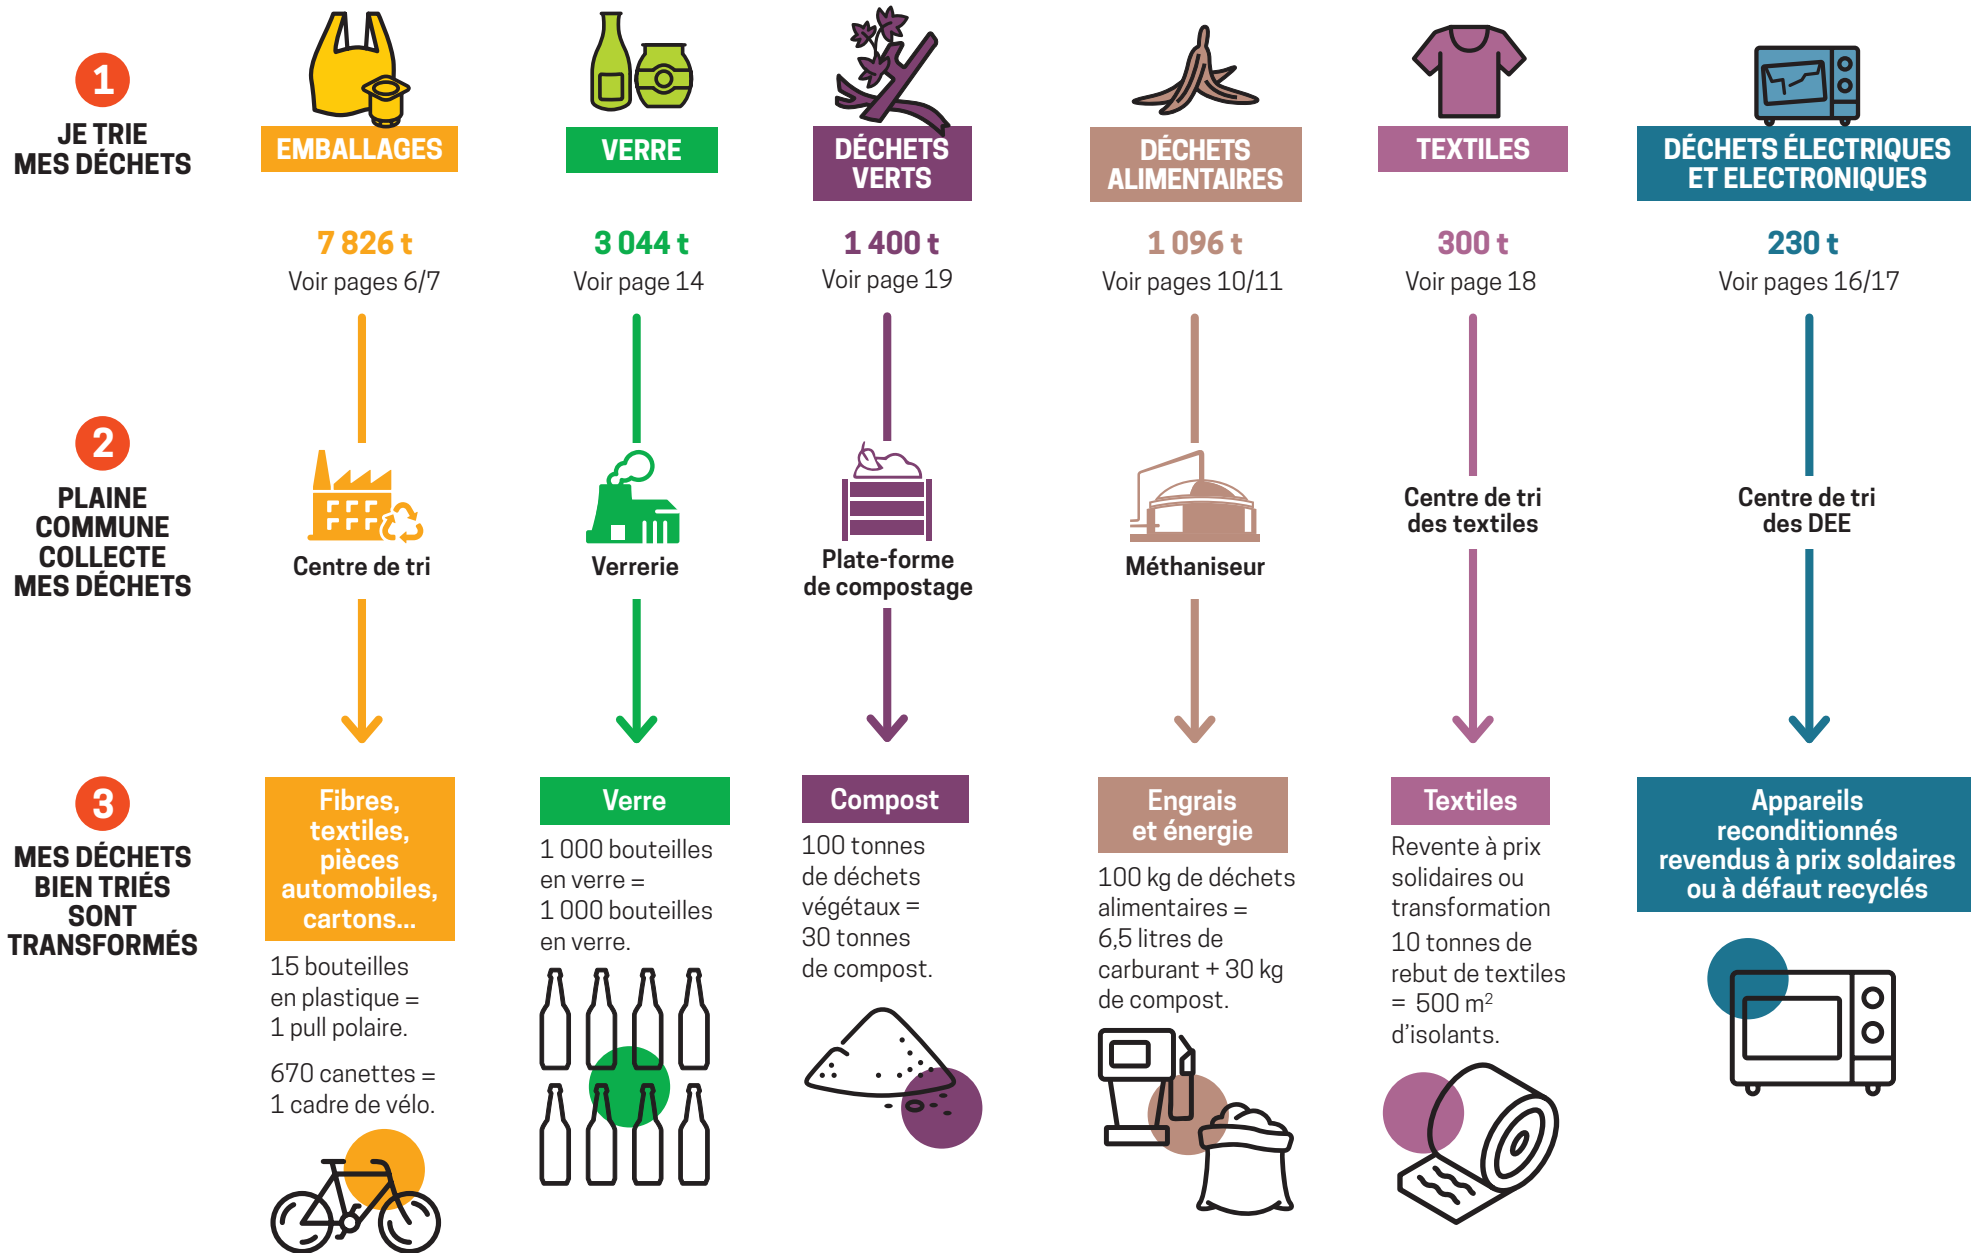 1
JE TRIE
MES DÉCHETS
EMBALLAGES
7 826 t
Voir pages 6/7
VERRE
3 044 t
Voir page 14
DÉCHETS
VERTS
1 400 t
Voir page 19
DÉCHETS
ALIMENTAIRES
1 096 t
Voir pages 10/11
TEXTILES
300 t
Voir page 18
DÉCHETS ÉLECTRIQUES
ET ELECTRONIQUES
230 t
Voir pages 16/17
2
PLAINE
COMMUNE
COLLECTE
MES DÉCHETS
Centre de tri
Verrerie
Plate-forme
de compostage
Méthaniseur
Centre de tri
des textiles
Centre de tri
des DEE
3
MES DÉCHETS
BIEN TRIÉS
SONT
TRANSFORMÉS
Fibres,
textiles,
pièces
automobiles,
cartons...
15 bouteilles
en plastique =
1 pull polaire.
670 canettes =
1 cadre de vélo.
Verre
1 000 bouteilles
en verre =
1 000 bouteilles
en verre.
Compost
100 tonnes
de déchets
végétaux =
30 tonnes
de compost.
Engrais
et énergie
100 kg de déchets
alimentaires =
6,5 litres de
carburant + 30 kg
de compost.
Textiles
Revente à prix
solidaires ou
transformation
10 tonnes de
rebut de textiles
= 500 m²
d'isolants.
Appareils
reconditionnés
revendus à prix soldaires
ou à défaut recyclés